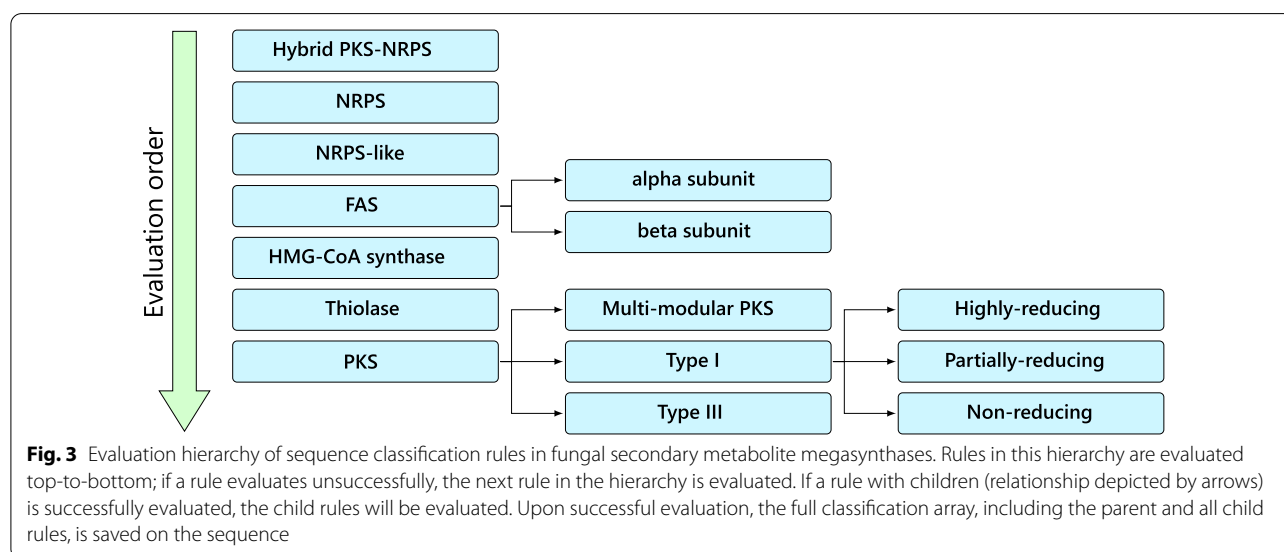 Evaluation order
Hybrid PKS-NRPS
NRPS
NRPS-like
FAS
alpha subunit
beta subunit
HMG-CoA synthase
Thiolase
PKS
Multi-modular PKS
Type I
Type III
Highly-reducing
Partially-reducing
Non-reducing
Fig. 3 Evaluation hierarchy of sequence classification rules in fungal secondary metabolite megasynthases. Rules in this hierarchy are evaluated
top-to-bottom; if a rule evaluates unsuccessfully, the next rule in the hierarchy is evaluated. If a rule with children (relationship depicted by arrows)
is successfully evaluated, the child rules will be evaluated. Upon successful evaluation, the full classification array, including the parent and all child
rules, is saved on the sequence